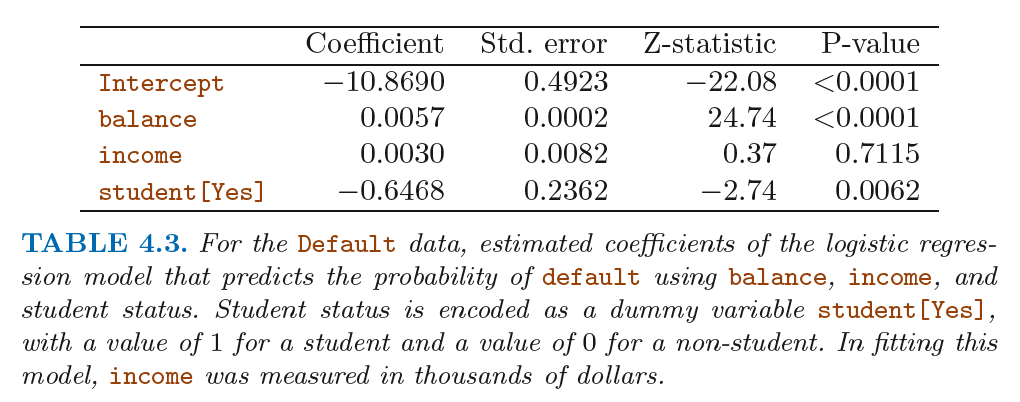 Coefficient Std. error Z-statistic P-value
Intercept −10.8690 0.4923 −22.08 <0.0001
balance 0.0057 0.0002 24.74 <0.0001
income 0.0030 0.0082 0.37 0.7115
student[Yes] −0.6468 0.2362 −2.74 0.0062
TABLE 4.3. For the Default data, estimated coefficients of the logistic regres-
sion model that predicts the probability of default using balance, income, and
student status. Student status is encoded as a dummy variable student[Yes],
with a value of 1 for a student and a value of 0 for a non-student. In fitting this
model, income was measured in thousands of dollars.